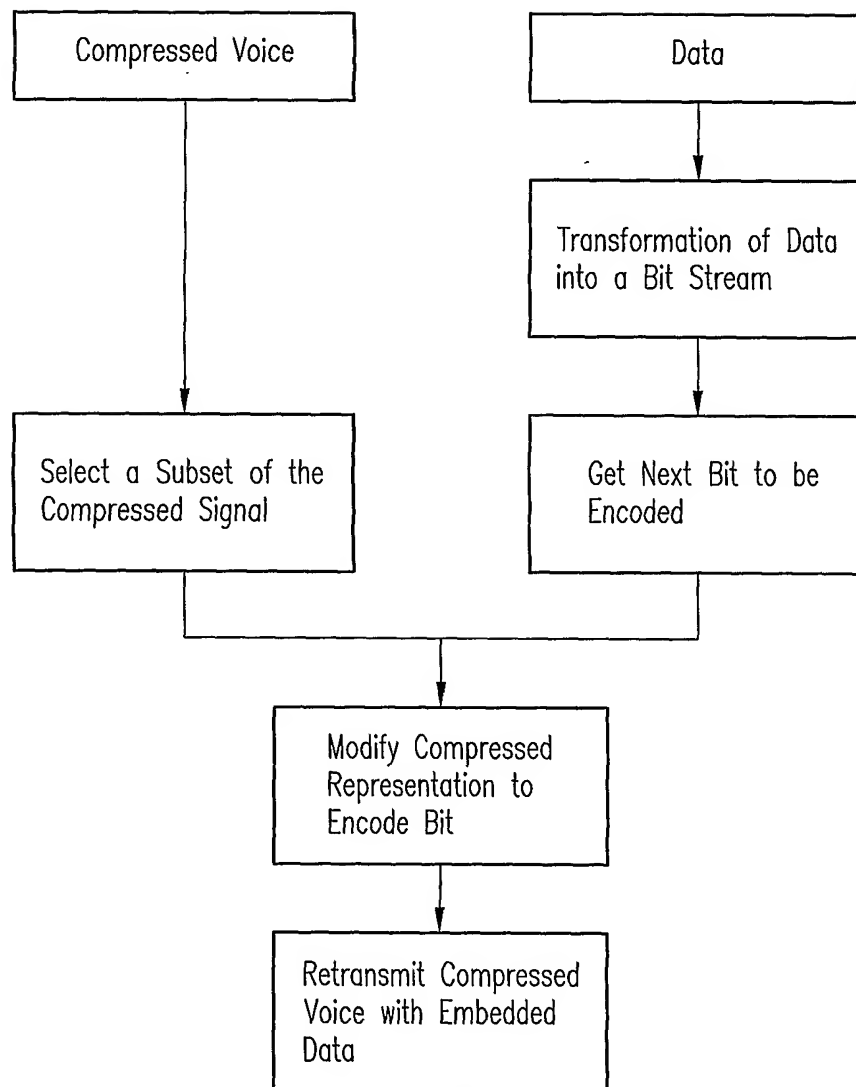 Compressed Voice
Data
Transformation of Data
into a Bit Stream
Select a Subset of the
Compressed Signal
Get Next Bit to be
Encoded
Modify Compressed
Representation to
Encode Bit
Retransmit Compressed
Voice with Embedded
Data